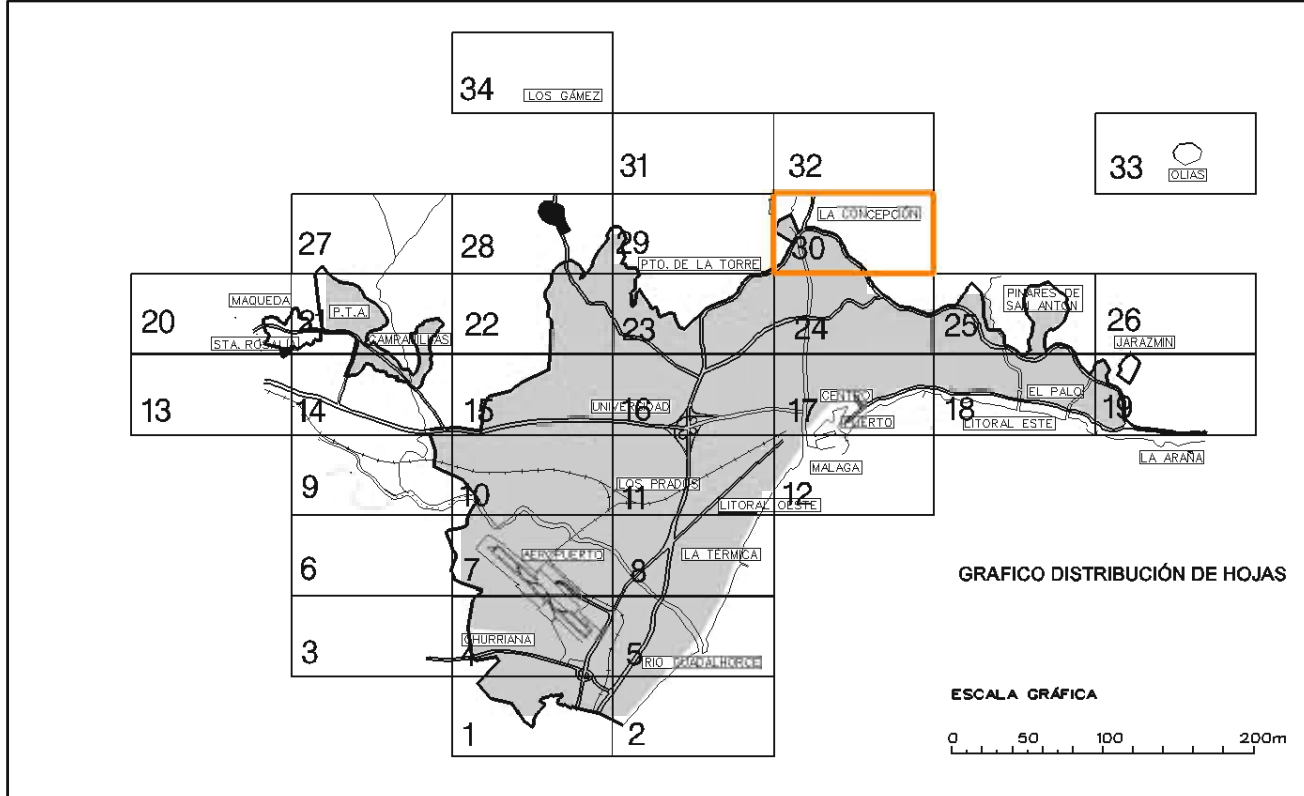 34 LOS GÁMEZ
31
32
33
OLIAS
27
28
29
PTO. DE LA TORRE
LA CONCEPCIÓN
30
20
MAQUEDA
P.T.A.
STA. ROSALIA
21
CAMPANILLAS
22
23
24
25
PINARES DE
SAN ANTON
26
JARAZMIN
13
14
15
UNIVERSIDAD
16
17
CENTRO
PUERTO
MALAGA
18
EL PALO
LITORAL ESTE
19
LA ARAÑA
9
10
LOS PRADOS
11
LITORAL OESTE
12
6
7
AEROPUERTO
8
LA TÉRMICA
GRAFICO DISTRIBUCIÓN DE HOJAS
3
CHURRIANA
5
RIO GUADALHORCE
1
2
ESCALA GRÁFICA
0 50 100 200m